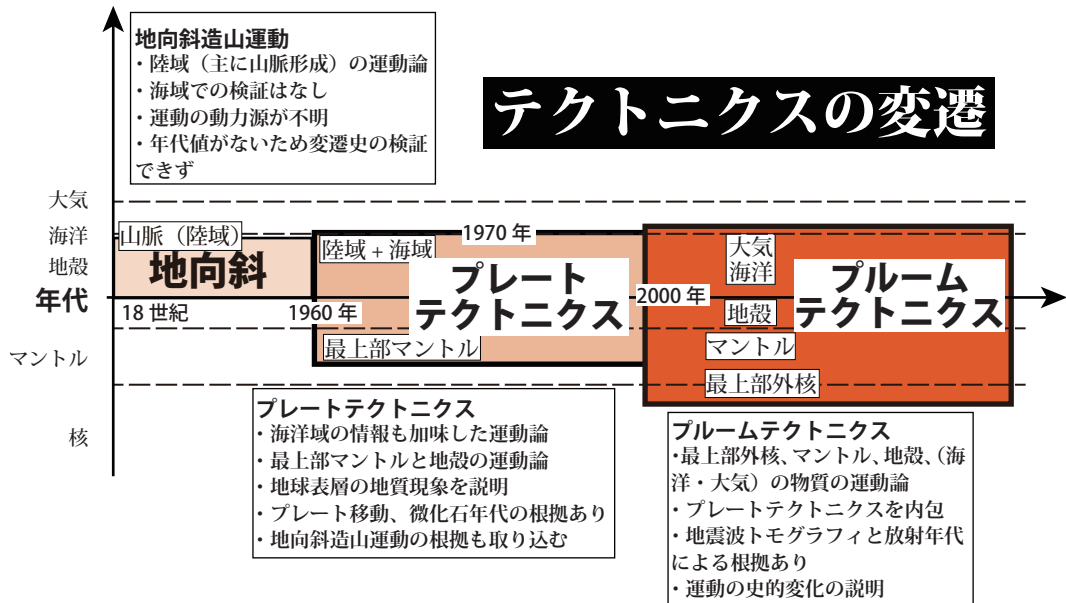 地向斜造山運動
・陸域（主に山脈形成）の運動論
・海域での検証はなし
・運動の動力源が不明
・年代値がないため変遷史の検証
できず
テクトニクスの変遷
大気
海洋
地殻
年代
マントル
核
山脈（陸域）
地向斜
18 世紀
1960 年
陸域 + 海域
1970 年
プレート
テクトニクス
最上部マントル
2000 年
大気
海洋
地殻
マントル
最上部外核
プルーム
テクトニクス
プレートテクトニクス
・海洋域の情報も加味した運動論
・最上部マントルと地殻の運動論
・地球表層の地質現象を説明
・プレート移動、微化石年代の根拠あり
・地向斜造山運動の根拠も取り込む
プルームテクトニクス
・最上部外核、マントル、地殻、（海
洋・大気）の物質の運動論
・プレートテクトニクスを内包
・地震波トモグラフィと放射年代
による根拠あり
・運動の史的変化の説明